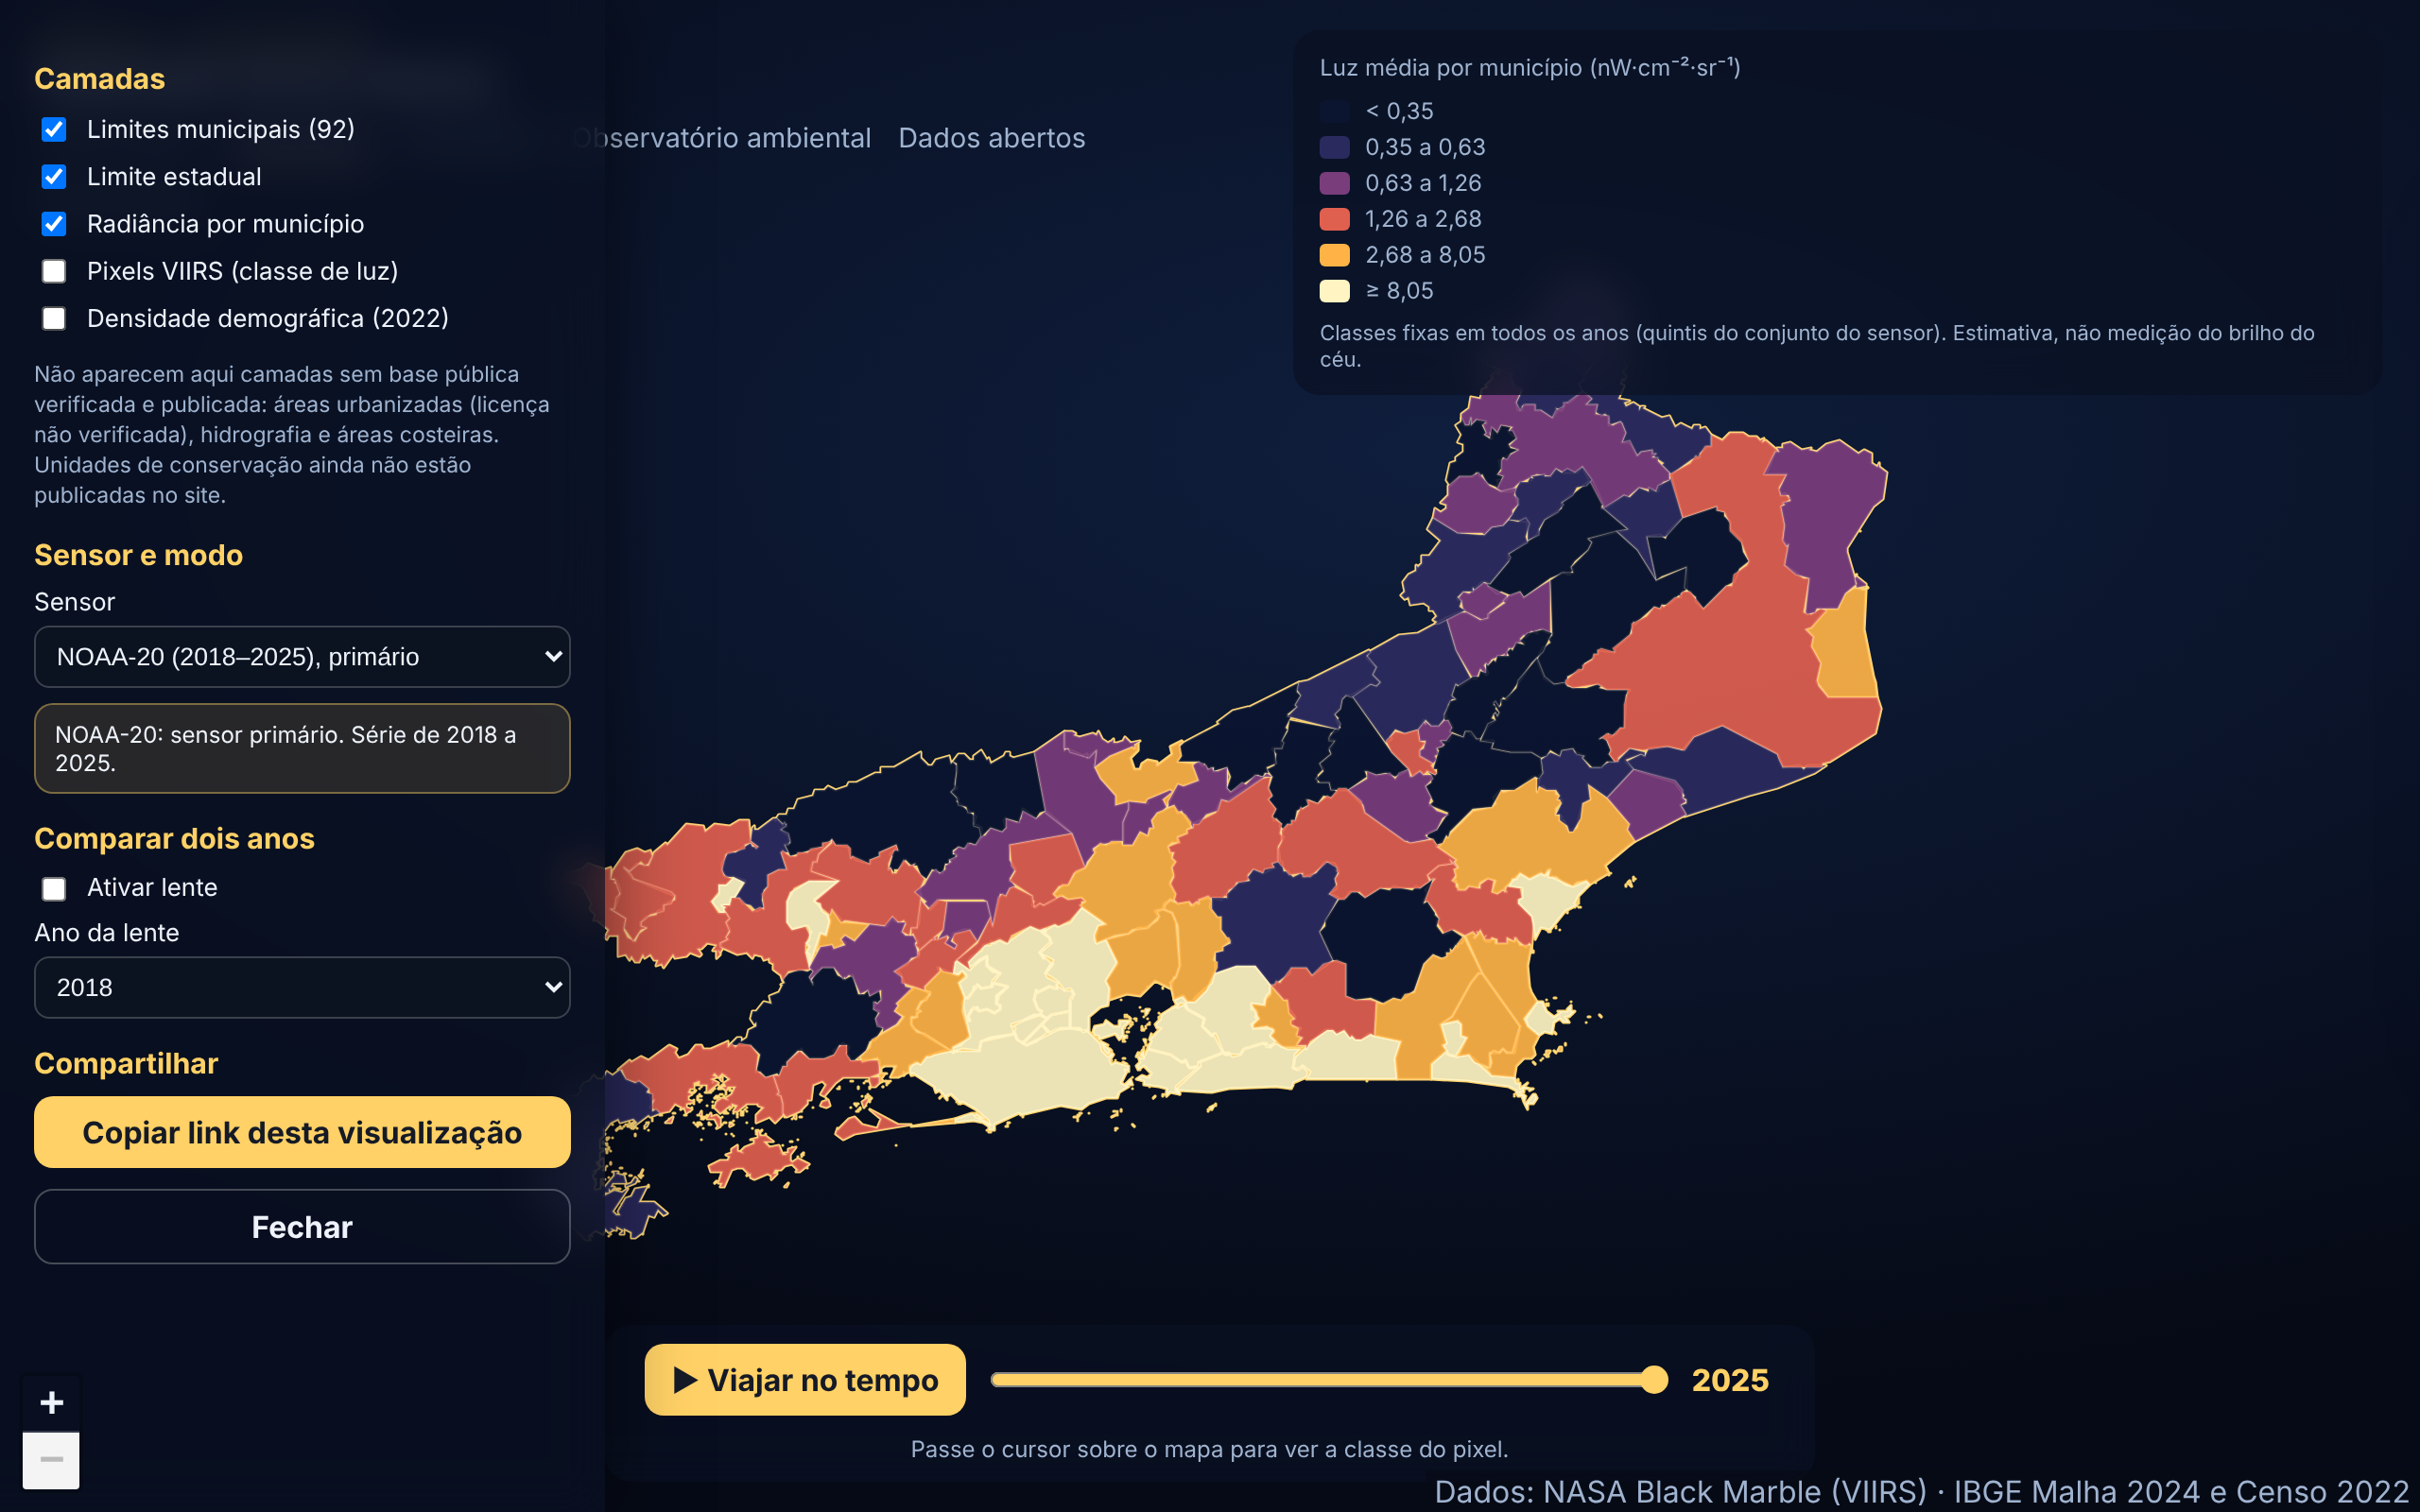 Camadas
Limites municipais (92)
Limite estadual
Radiância por município
Pixels VIIRS (classe de luz)
Densidade demográfica (2022)
Não aparecem aqui camadas sem base pública
verificada e publicada: áreas urbanizadas (licença
não verificada), hidrografia e áreas costeiras.
Unidades de conservação ainda não estão
publicadas no site.
Sensor e modo
Sensor
NOAA-20 (2018–2025), primário
NOAA-20: sensor primário. Série de 2018 a
2025.
Comparar dois anos
Ativar lente
Ano da lente
2018
Compartilhar
Copiar link desta visualização
Fechar
+
−
Observatório ambiental
Dados abertos
Luz média por município (nW·cm⁻²·sr⁻¹)
< 0,35
0,35 a 0,63
0,63 a 1,26
1,26 a 2,68
2,68 a 8,05
≥ 8,05
Classes fixas em todos os anos (quintis do conjunto do sensor). Estimativa, não medição do brilho do
céu.
▶ Viajar no tempo
2025
Passe o cursor sobre o mapa para ver a classe do pixel.
Dados: NASA Black Marble (VIIRS) · IBGE Malha 2024 e Censo 2022